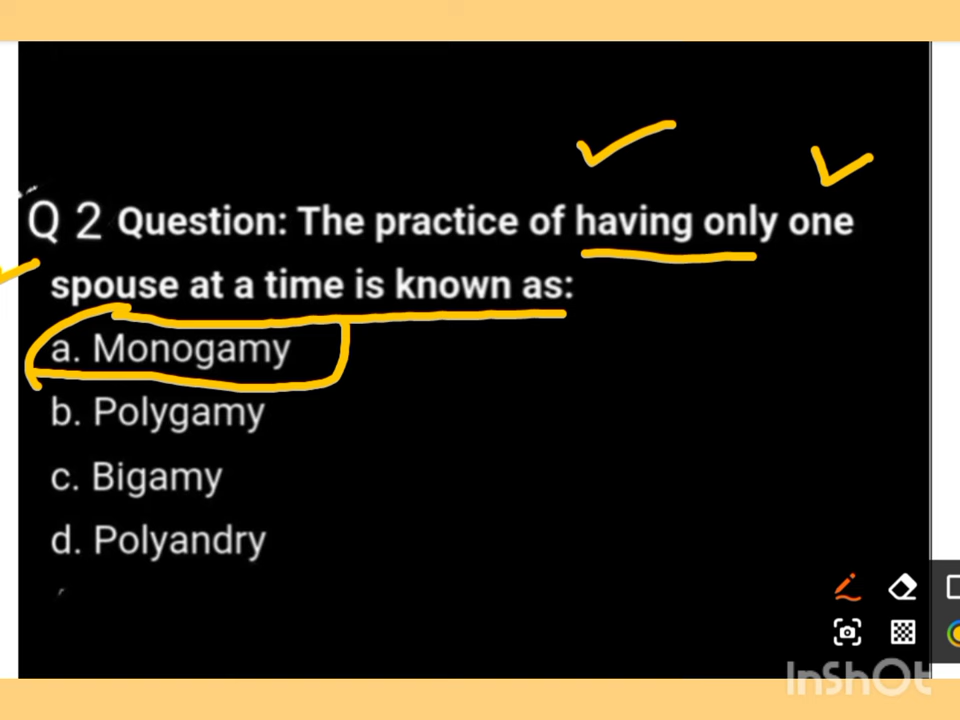 Q 2 Question: The practice of having only one
spouse at a time is known as:
a. Monogamy
b. Polygamy
c. Bigamy
d. Polyandry
InShOt